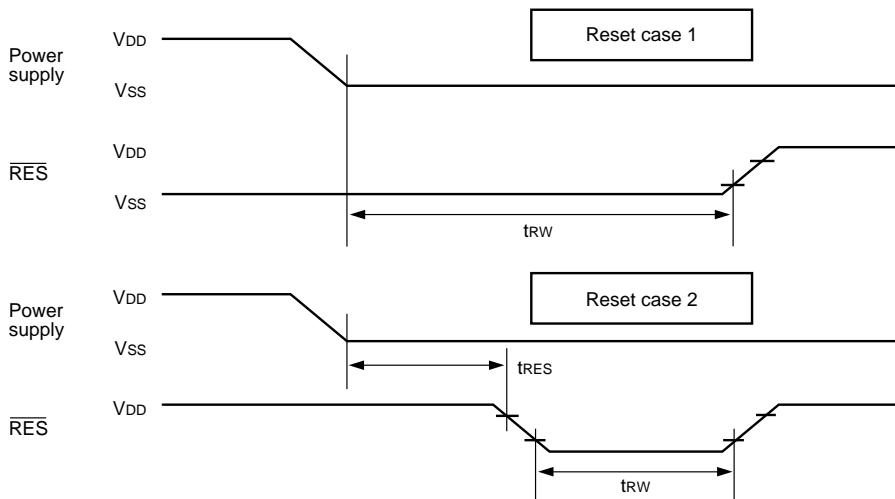 Reset case 1
Power
supply
VDD
VSS
RES
VDD
VSS
tRW
Reset case 2
Power
supply
VDD
VSS
tRES
RES
VDD
tRW